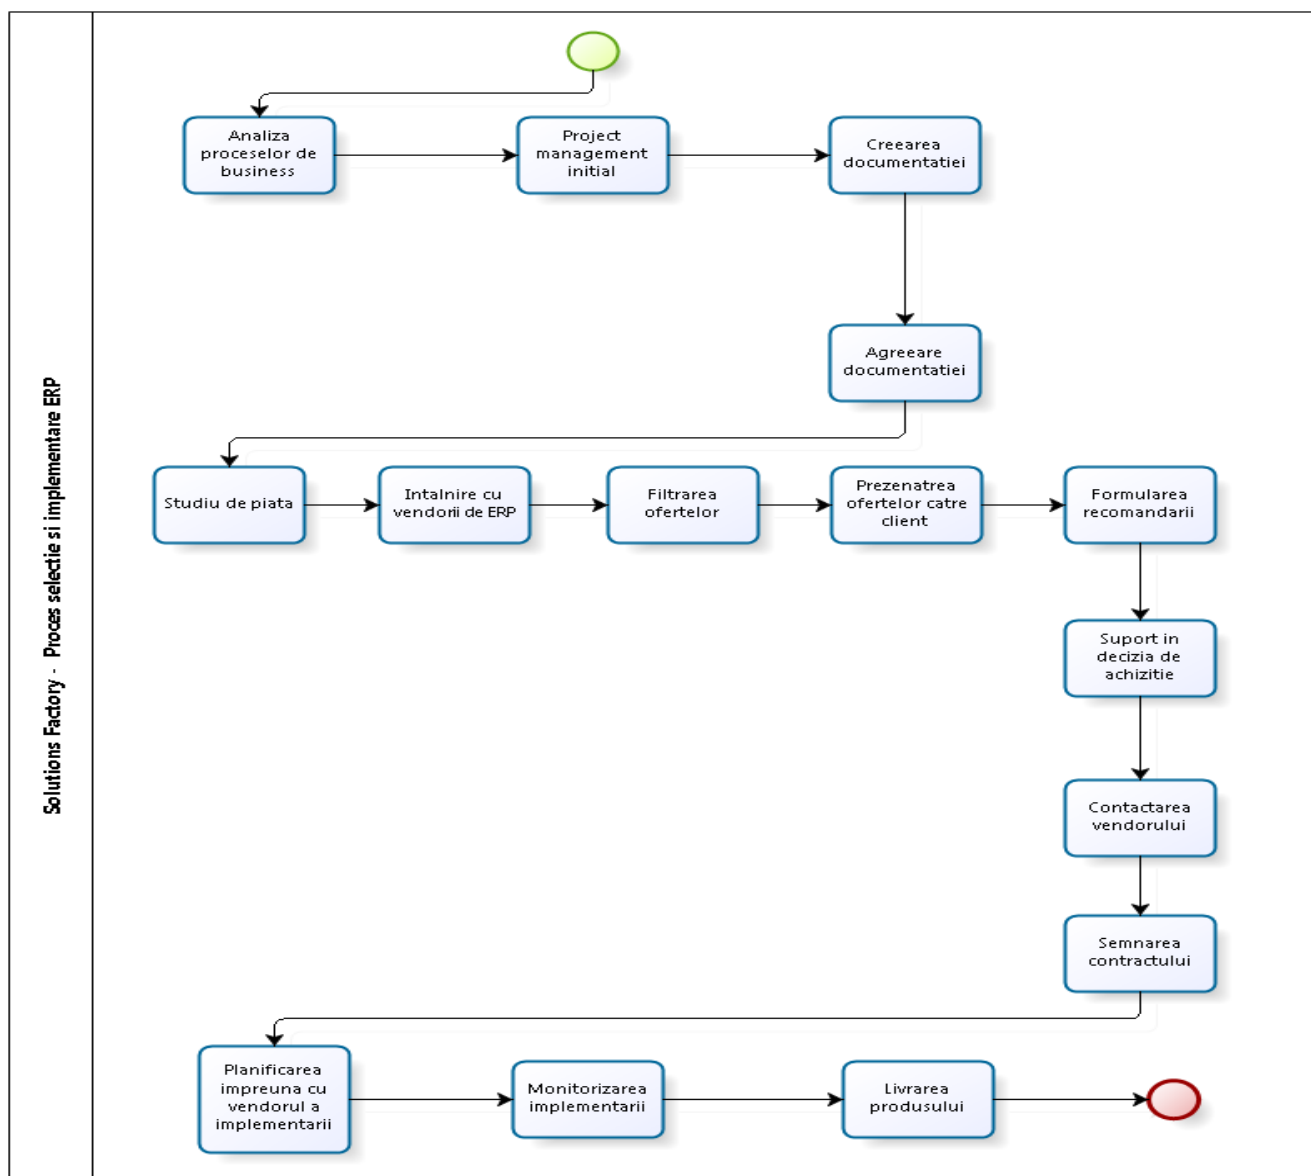 Solutions Factory - Proces selectie si implementare ERP
Analiza
proceselor de
business
Project
management
initial
Creearea
documentatiei
Agreeare
documentatiei
Studiu de piata
Intalnire cu
vendorii de ERP
Filtrarea
ofertelor
Prezenatrea
ofertelor catre
client
Formularea
recomandarii
Suport in
decizia de
achizitie
Contactarea
vendorului
Semnarea
contractului
Planificarea
impreuna cu
vendorul a
implementarii
Monitorizarea
implementarii
Livrarea
produsului